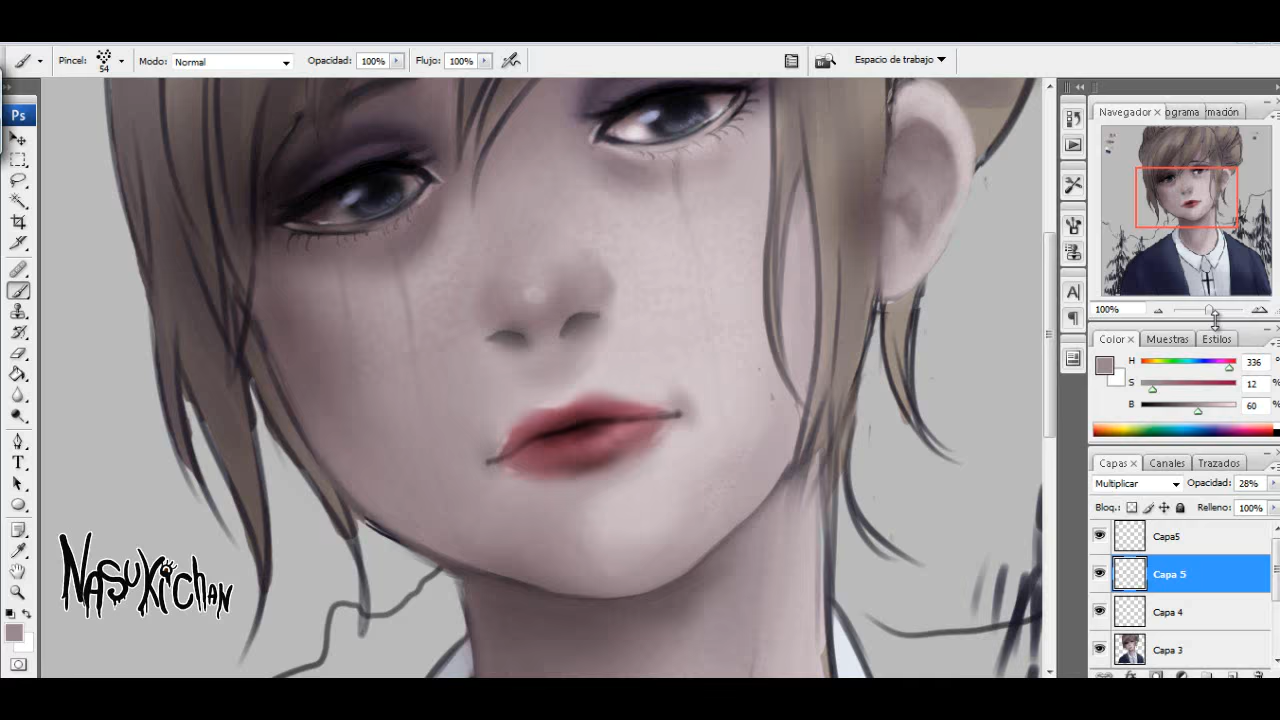 Pincel: 54 Modo: Normal Opacidad: 100% Flujo: 100% Espacio de trabajo
Ps
Navegador ograma mación
100%
Color Muestras Estilos
H 336 °
S 12 %
B 60 %
Capas Canales Trazados
Multiplicar Opacidad: 28%
Bloq.: Relleno: 100%
Capa5
Capa 5
Capa 4
Capa 3
T
A
NASUKiCHAN